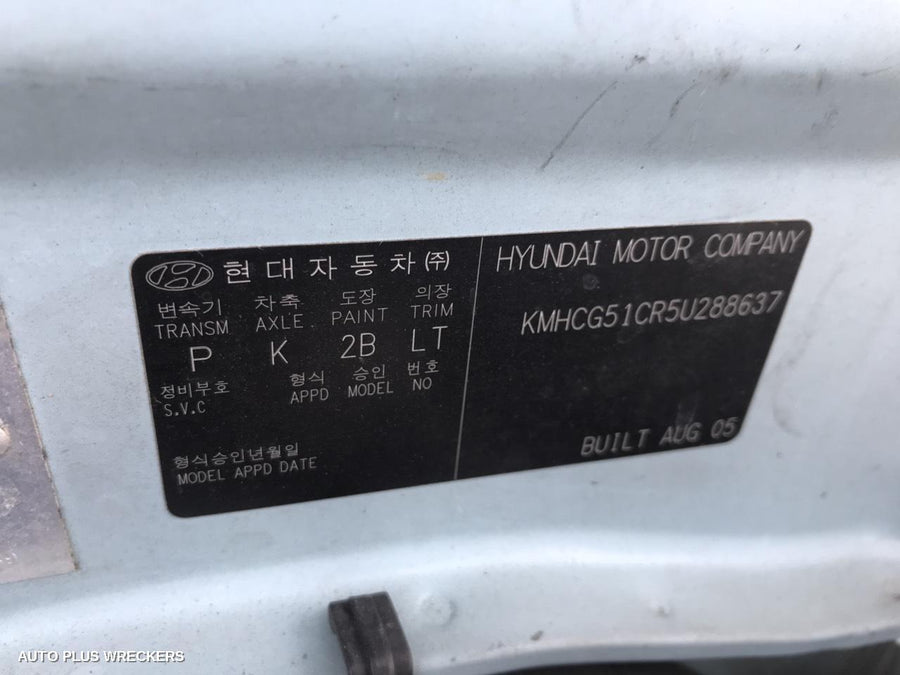 현대자동차(주)
변속기 차축 도장 의장
TRANSM AXLE PAINT TRIM
P K 2B LT
정비부호 형식 승인 번호
S.V.C APPD MODEL NO
형식승인년월일
MODEL APPD DATE
HYUNDAI MOTOR COMPANY
KMHCG51CR5U288637
BUILT AUG 05
AUTO PLUS WRECKERS